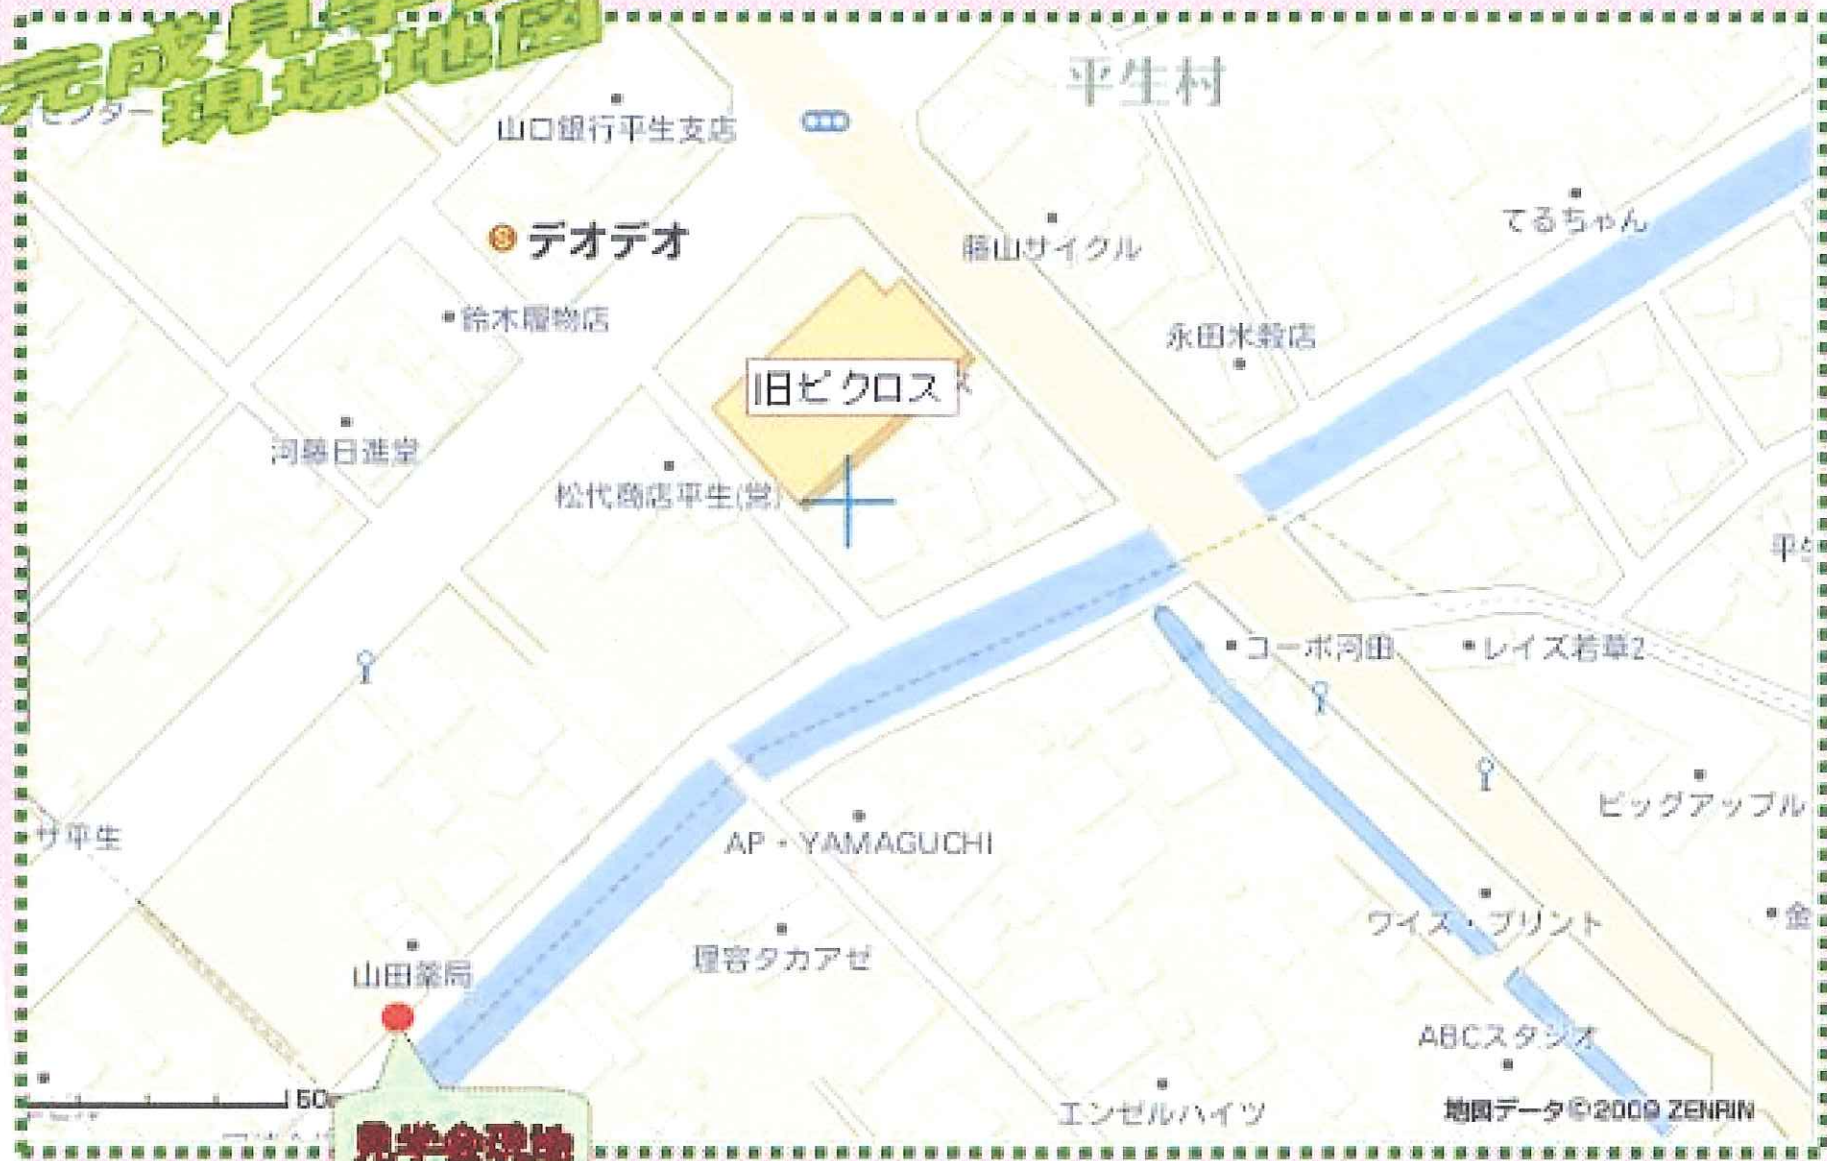 完成見学
現場地図
平生村
センター
山口銀行平生支店
てるちゃん
デオデオ
藤山サイクル
鈴木履物店
永田米穀店
旧ピクロス
ス
河藤日進堂
松代商店平生(営)
コーポ河田
レイズ若草2
サ平生
ビッグアップル
AP・YAMAGUCHI
ワイズ・プリント
金
理容タカアゼ
山田薬局
ABCスタジオ
50
エンゼルハイツ
地図データ©2009 ZENRIN
見学会現地